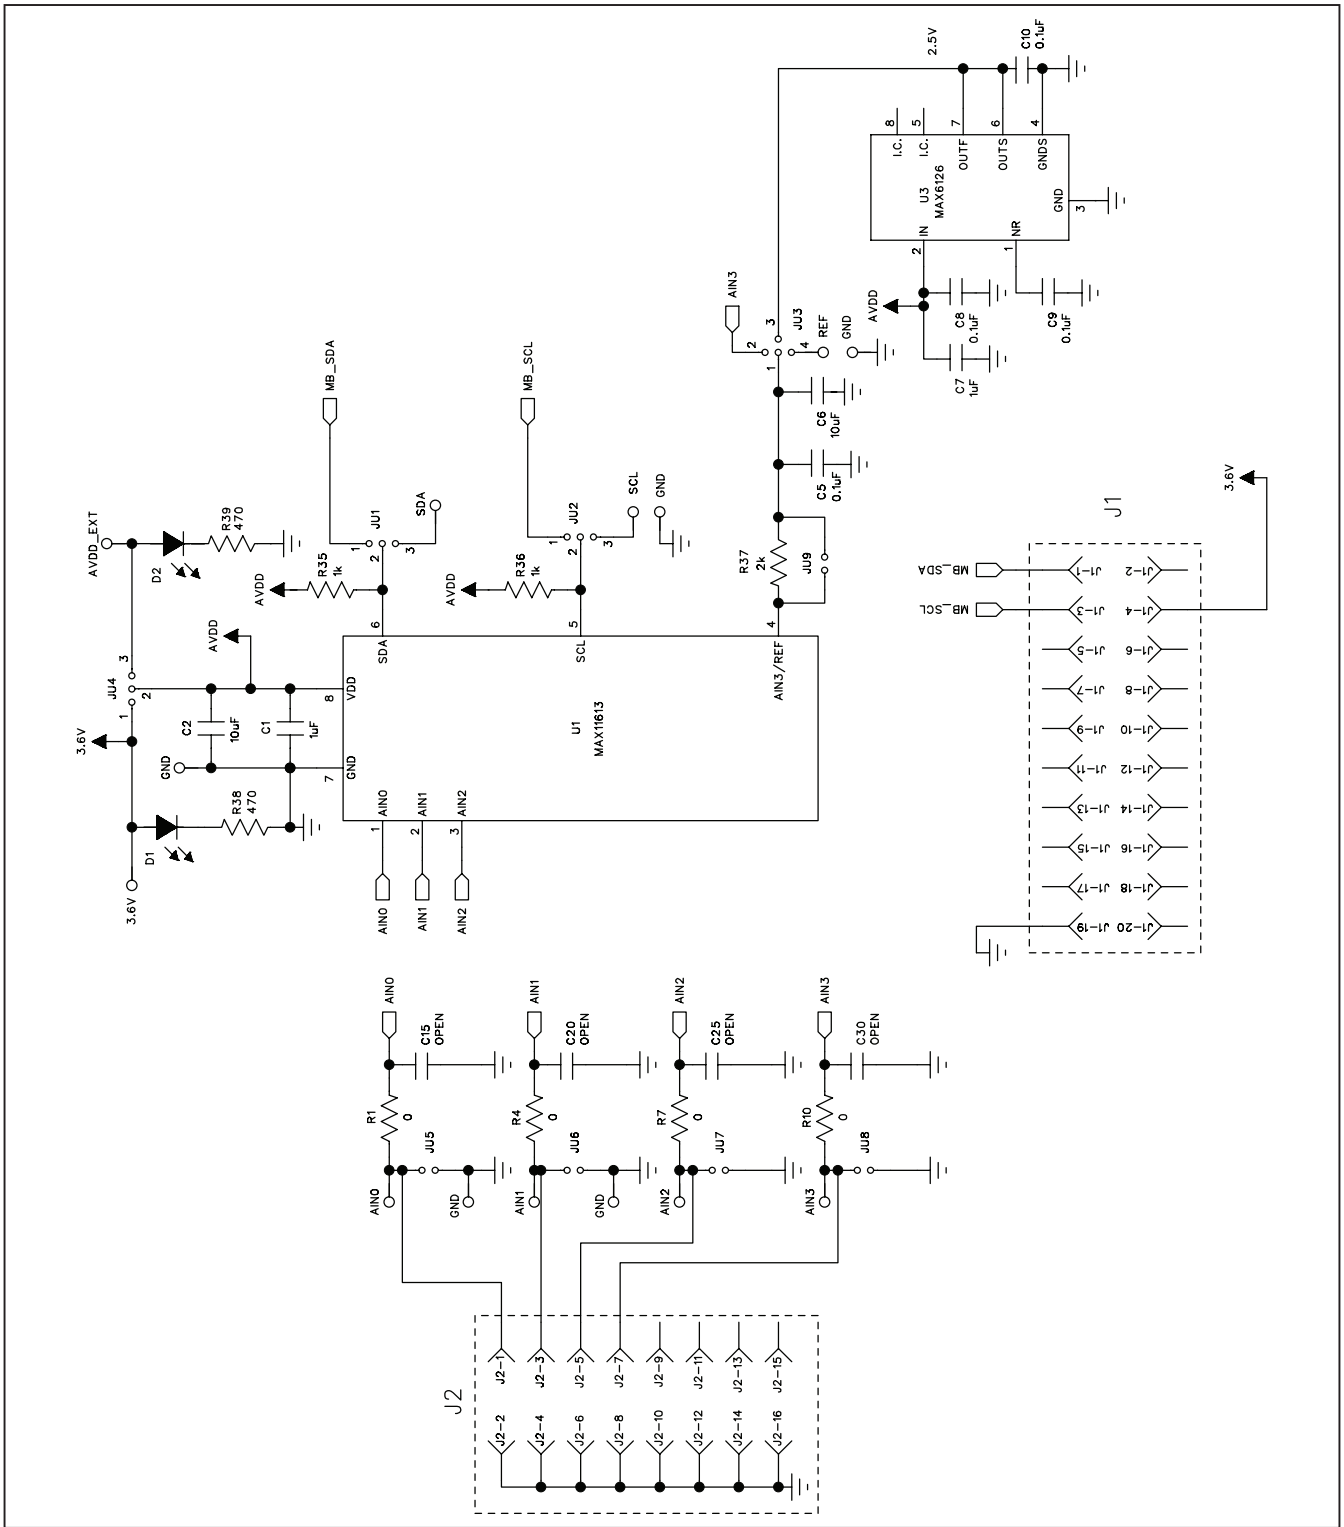 3.6V
D1
R38
470
3.6V
1
JU4
2
3
AVDD_EXT
D2
R39
470
GND
C2
10uF
C1
1uF
AVDD
7
GND
8
VDD
U1
MAX11613
1
AIN0
2
AIN1
3
AIN2
AIN0
AIN1
AIN2
6
SDA
5
SCL
4
AIN3/REF
AVDD
R35
1k
1
JU1
2
3
SDA
MB_SDA
AVDD
R36
1k
1
JU2
2
3
SCL
GND
MB_SCL
R37
2k
JU9
C5
0.1uF
C6
10uF
1
2
3
4
JU3
REF
GND
AIN3
2.5V
C10
0.1uF
8
I.C.
5
I.C.
7
OUTF
6
OUTS
4
GNDS
U3
MAX6126
GND
3
IN
2
NR
1
AVDD
C8
0.1uF
C9
0.1uF
C7
1uF
J1
3.6V
MB_SDA
MB_SCL
J1-1
J1-2
J1-3
J1-4
J1-5
J1-6
J1-7
J1-8
J1-9
J1-10
J1-11
J1-12
J1-13
J1-14
J1-15
J1-16
J1-17
J1-18
J1-19
J1-20
AIN0
C15
OPEN
R1
0
JU5
AIN0
GND
AIN1
C20
OPEN
R4
0
JU6
AIN1
GND
AIN2
C25
OPEN
R7
0
JU7
AIN2
AIN3
C30
OPEN
R10
0
JU8
AIN3
J2
J2-1
J2-2
J2-3
J2-4
J2-5
J2-6
J2-7
J2-8
J2-9
J2-10
J2-11
J2-12
J2-13
J2-14
J2-15
J2-16